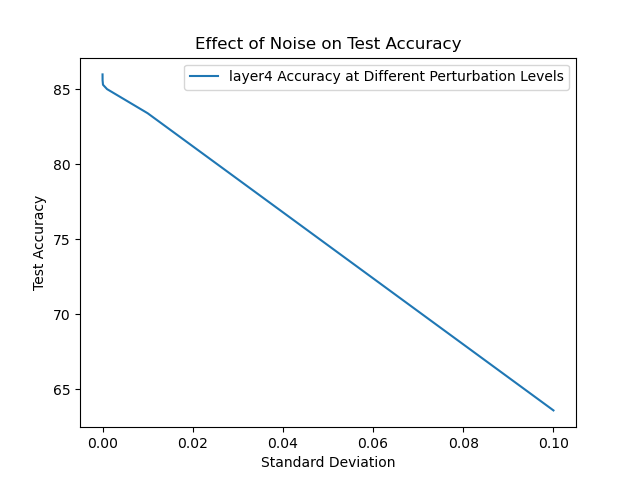 Effect of Noise on Test Accuracy
layer4 Accuracy at Different Perturbation Levels
85
80
75
70
65
Test Accuracy
0.00 0.02 0.04 0.06 0.08 0.10
Standard Deviation